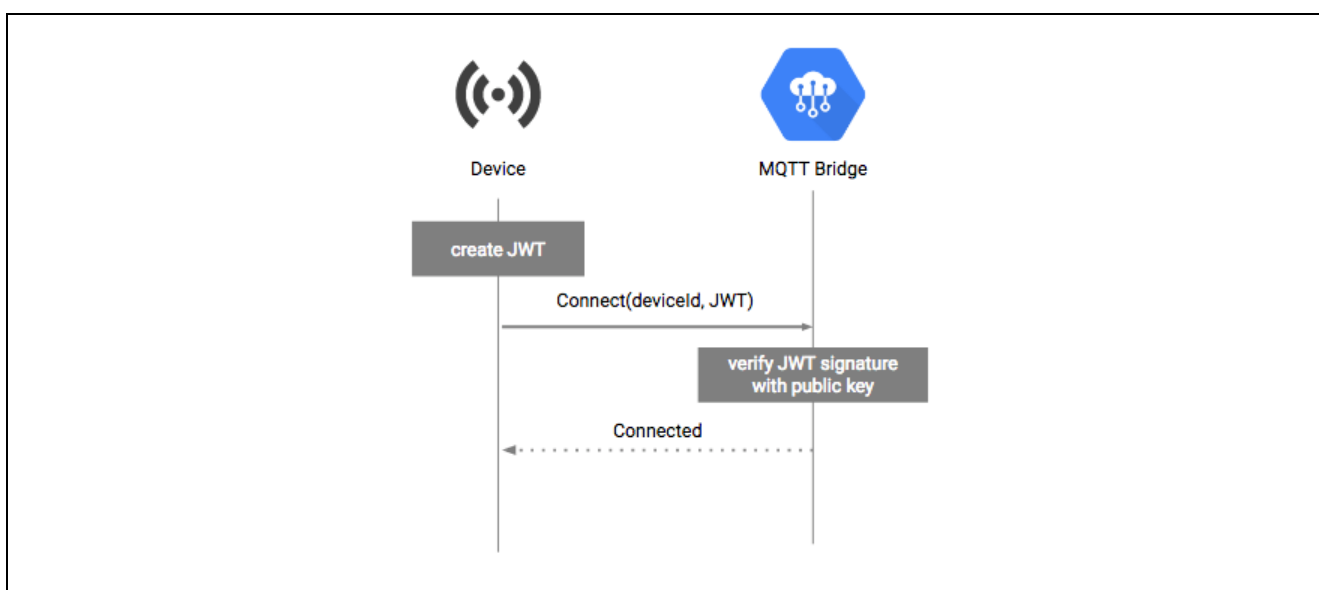 Device
MQTT Bridge
create JWT
Connect(deviceId, JWT)
verify JWT signature
with public key
Connected